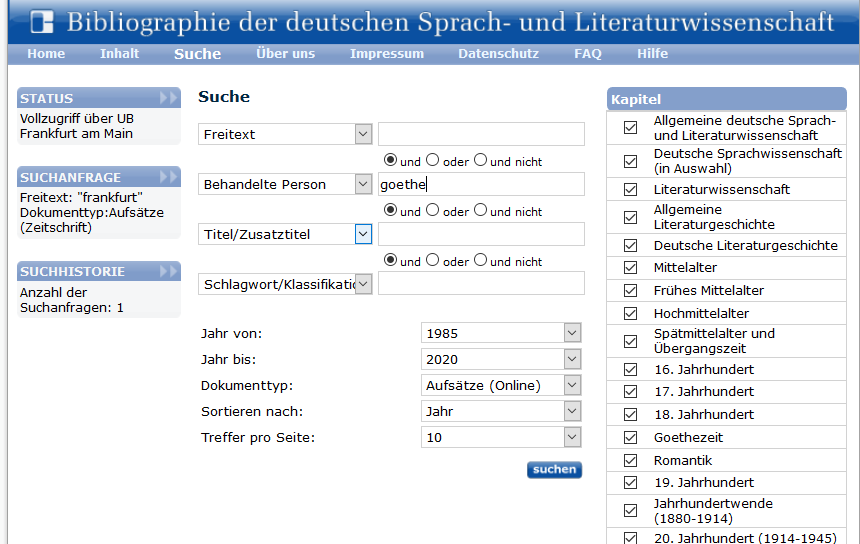 Bibliographie der deutschen Sprach- und Literaturwissenschaft
Home Inhalt Suche Über uns Impressum Datenschutz FAQ Hilfe
STATUS
Vollzugriff über UB
Frankfurt am Main
SUCHANFRAGE
Freitext: "frankfurt"
Dokumenttyp:Aufsätze
(Zeitschrift)
SUCHHISTORIE
Anzahl der
Suchanfragen: 1
Suche
Freitext
und oder und nicht
Behandelte Person goethe
und oder und nicht
Titel/Zusatztitel
und oder und nicht
Schlagwort/Klassifikatio
Jahr von: 1985
Jahr bis: 2020
Dokumenttyp: Aufsätze (Online)
Sortieren nach: Jahr
Treffer pro Seite: 10
suchen
Kapitel
Allgemeine deutsche Sprach-
und Literaturwissenschaft
Deutsche Sprachwissenschaft
(in Auswahl)
Literaturwissenschaft
Allgemeine
Literaturgeschichte
Deutsche Literaturgeschichte
Mittelalter
Frühes Mittelalter
Hochmittelalter
Spätmittelalter und
Übergangszeit
16. Jahrhundert
17. Jahrhundert
18. Jahrhundert
Goethezeit
Romantik
19. Jahrhundert
Jahrhundertwende
(1880-1914)
20. Jahrhundert (1914-1945)